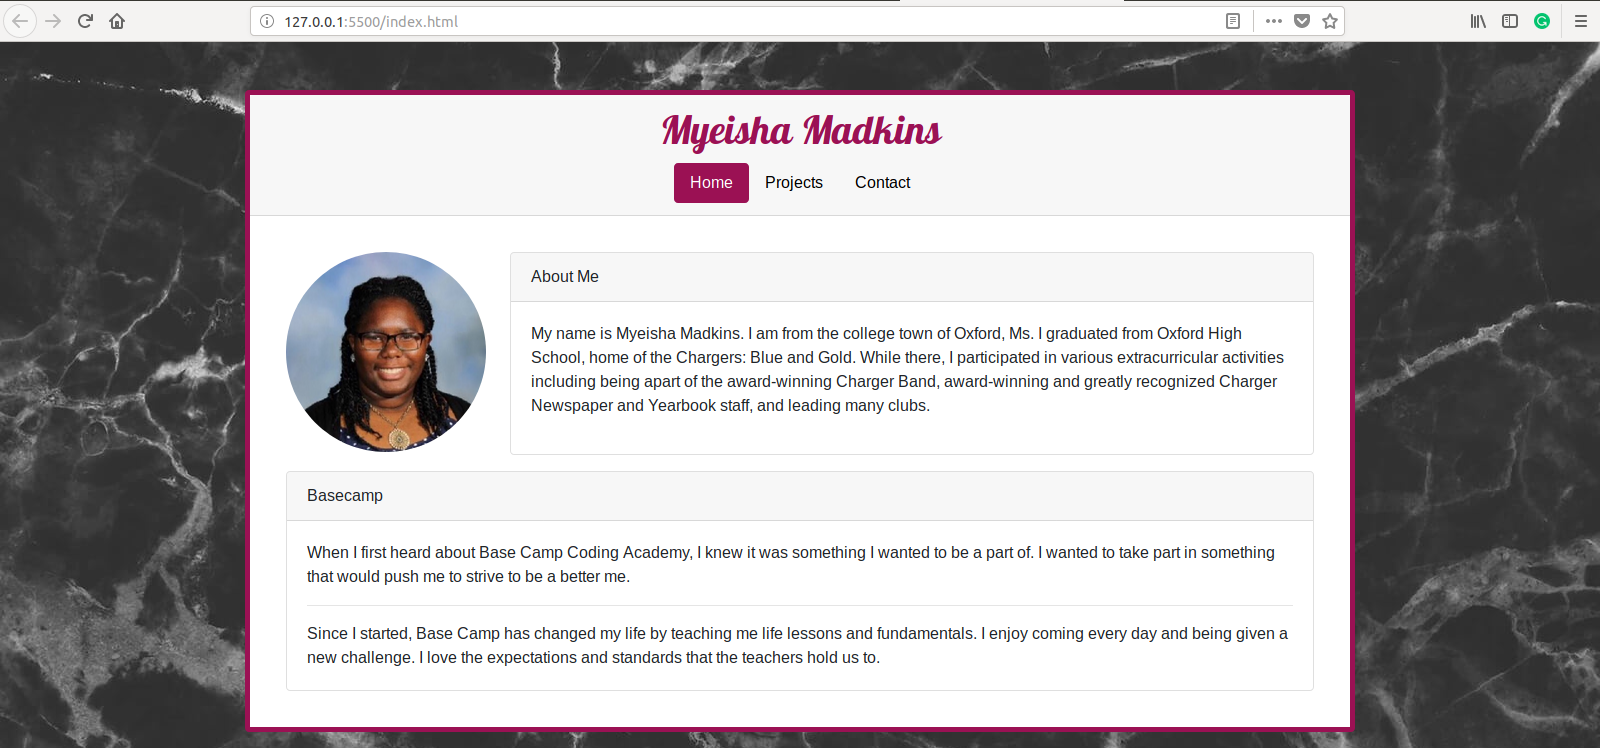 127.0.0.1:5500/index.html
Myeisha Madkins
Home Projects Contact
About Me
My name is Myeisha Madkins. I am from the college town of Oxford, Ms. I graduated from Oxford High
School, home of the Chargers: Blue and Gold. While there, I participated in various extracurricular activities
including being apart of the award-winning Charger Band, award-winning and greatly recognized Charger
Newspaper and Yearbook staff, and leading many clubs.
Basecamp
When I first heard about Base Camp Coding Academy, I knew it was something I wanted to be a part of. I wanted to take part in something
that would push me to strive to be a better me.
Since I started, Base Camp has changed my life by teaching me life lessons and fundamentals. I enjoy coming every day and being given a
new challenge. I love the expectations and standards that the teachers hold us to.